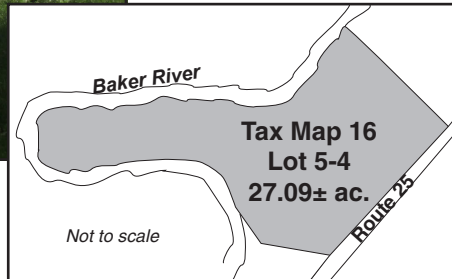 Baker River
Tax Map 16
Lot 5-4
27.09± ac.
Route 25
Not to scale